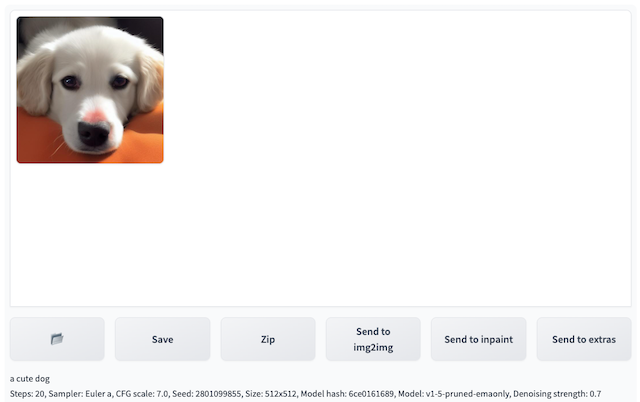 Save
Zip
Send to
img2img
Send to inpaint
Send to extras
a cute dog
Steps: 20, Sampler: Euler a, CFG scale: 7.0, Seed: 2801099855, Size: 512x512, Model hash: 6ce0161689, Model: v1-5-pruned-emaonly, Denoising strength: 0.7